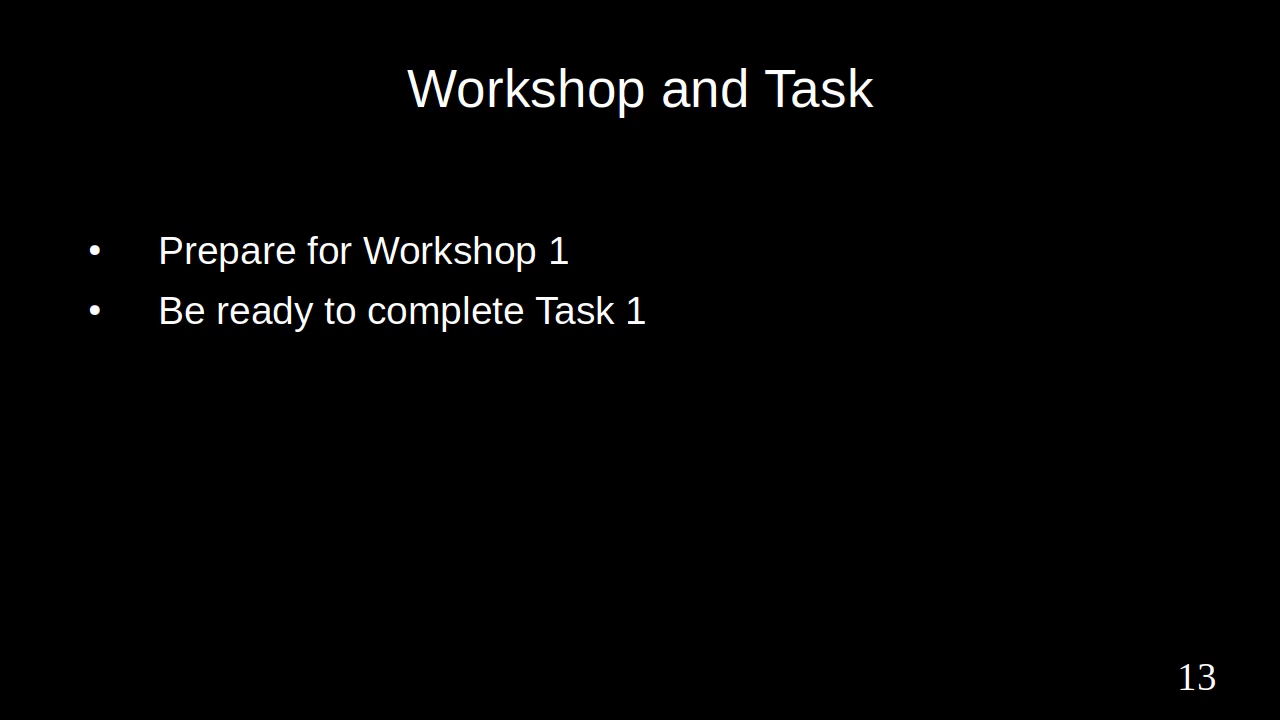 Workshop and Task
• Prepare for Workshop 1
• Be ready to complete Task 1
13